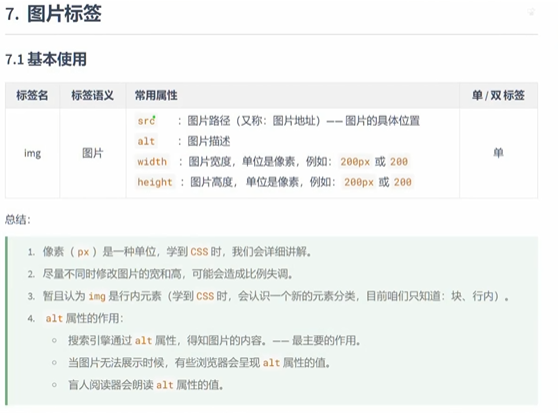 7. 图片标签
7.1 基本使用
标签名 标签语义 常用属性 单 / 双 标签
img 图片 单
src ：图片路径（又称：图片地址）—— 图片的具体位置
alt ：图片描述
width ：图片宽度，单位是像素，例如： 200px 或 200
height ：图片高度， 单位是像素，例如： 200px 或 200
总结：
1. 像素（ px ）是一种单位，学到 CSS 时，我们会详细讲解。
2. 尽量不同时修改图片的宽和高，可能会造成比例失调。
3. 暂且认为 img 是行内元素（学到 CSS 时，会认识一个新的元素分类，目前咱们只知道：块、行内）。
4. alt 属性的作用：
○ 搜索引擎通过 alt 属性，得知图片的内容。—— 最主要的作用。
○ 当图片无法展示时候，有些浏览器会呈现 alt 属性的值。
○ 盲人阅读器会朗读 alt 属性的值。